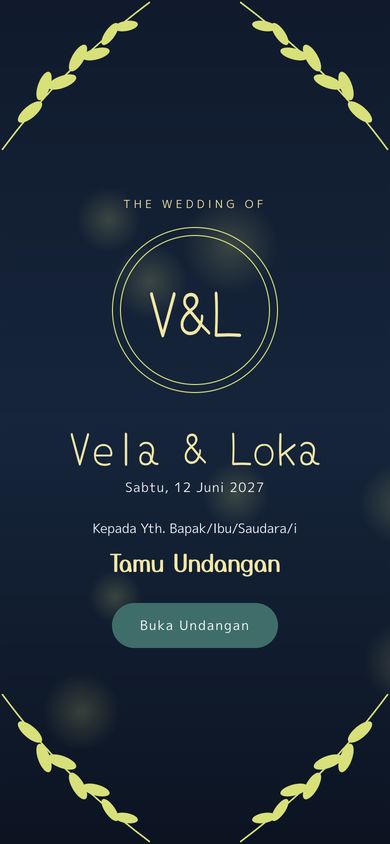 THE WEDDING OF
V&L
Vela & Loka
Sabtu, 12 Juni 2027
Kepada Yth. Bapak/Ibu/Saudara/i
Tamu Undangan
Buka Undangan